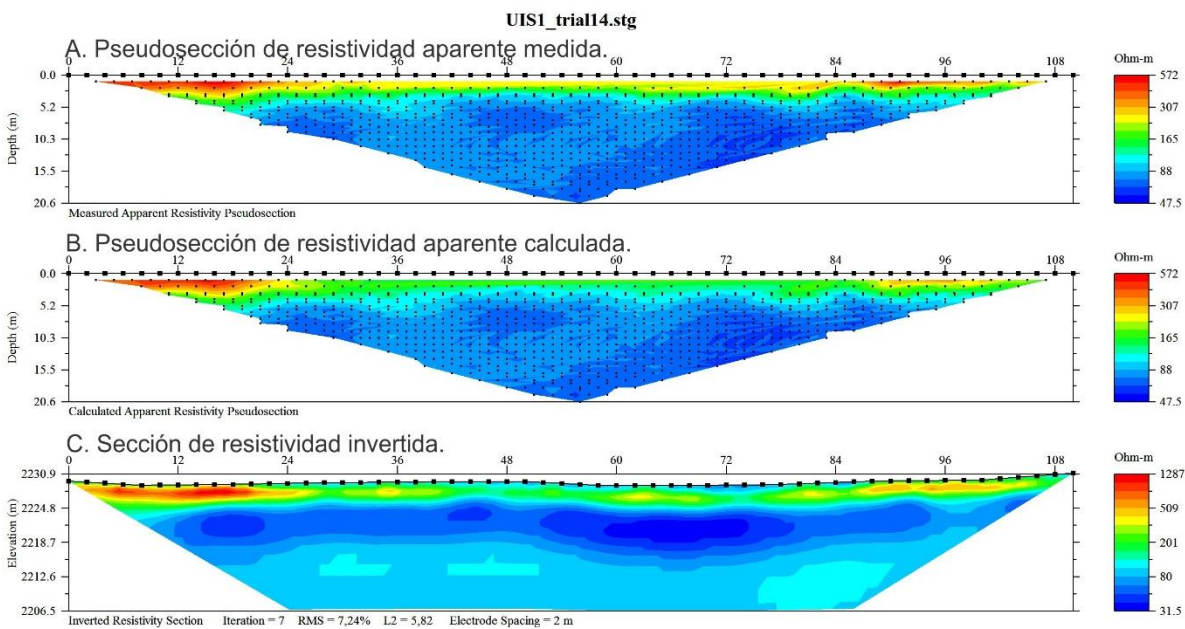 UIS1_trial14.stg
A. Pseudosección de resistividad aparente medida.
Ohm-m
0 12 24 36 48 60 72 84 96 108
0.0
5.2
10.3
15.5
20.6
Depth (m)
572
307
165
88
47.5
Measured Apparent Resistivity Pseudosection
B. Pseudosección de resistividad aparente calculada.
Ohm-m
0 12 24 36 48 60 72 84 96 108
0.0
5.2
10.3
15.5
20.6
Depth (m)
572
307
165
88
47.5
Calculated Apparent Resistivity Pseudosection
C. Sección de resistividad invertida.
Ohm-m
0 12 24 36 48 60 72 84 96 108
2230.9
2224.8
2218.7
2212.6
2206.5
Elevation (m)
1287
509
201
80
31.5
Inverted Resistivity Section Iteration = 7 RMS = 7,24% L2 = 5,82 Electrode Spacing = 2 m